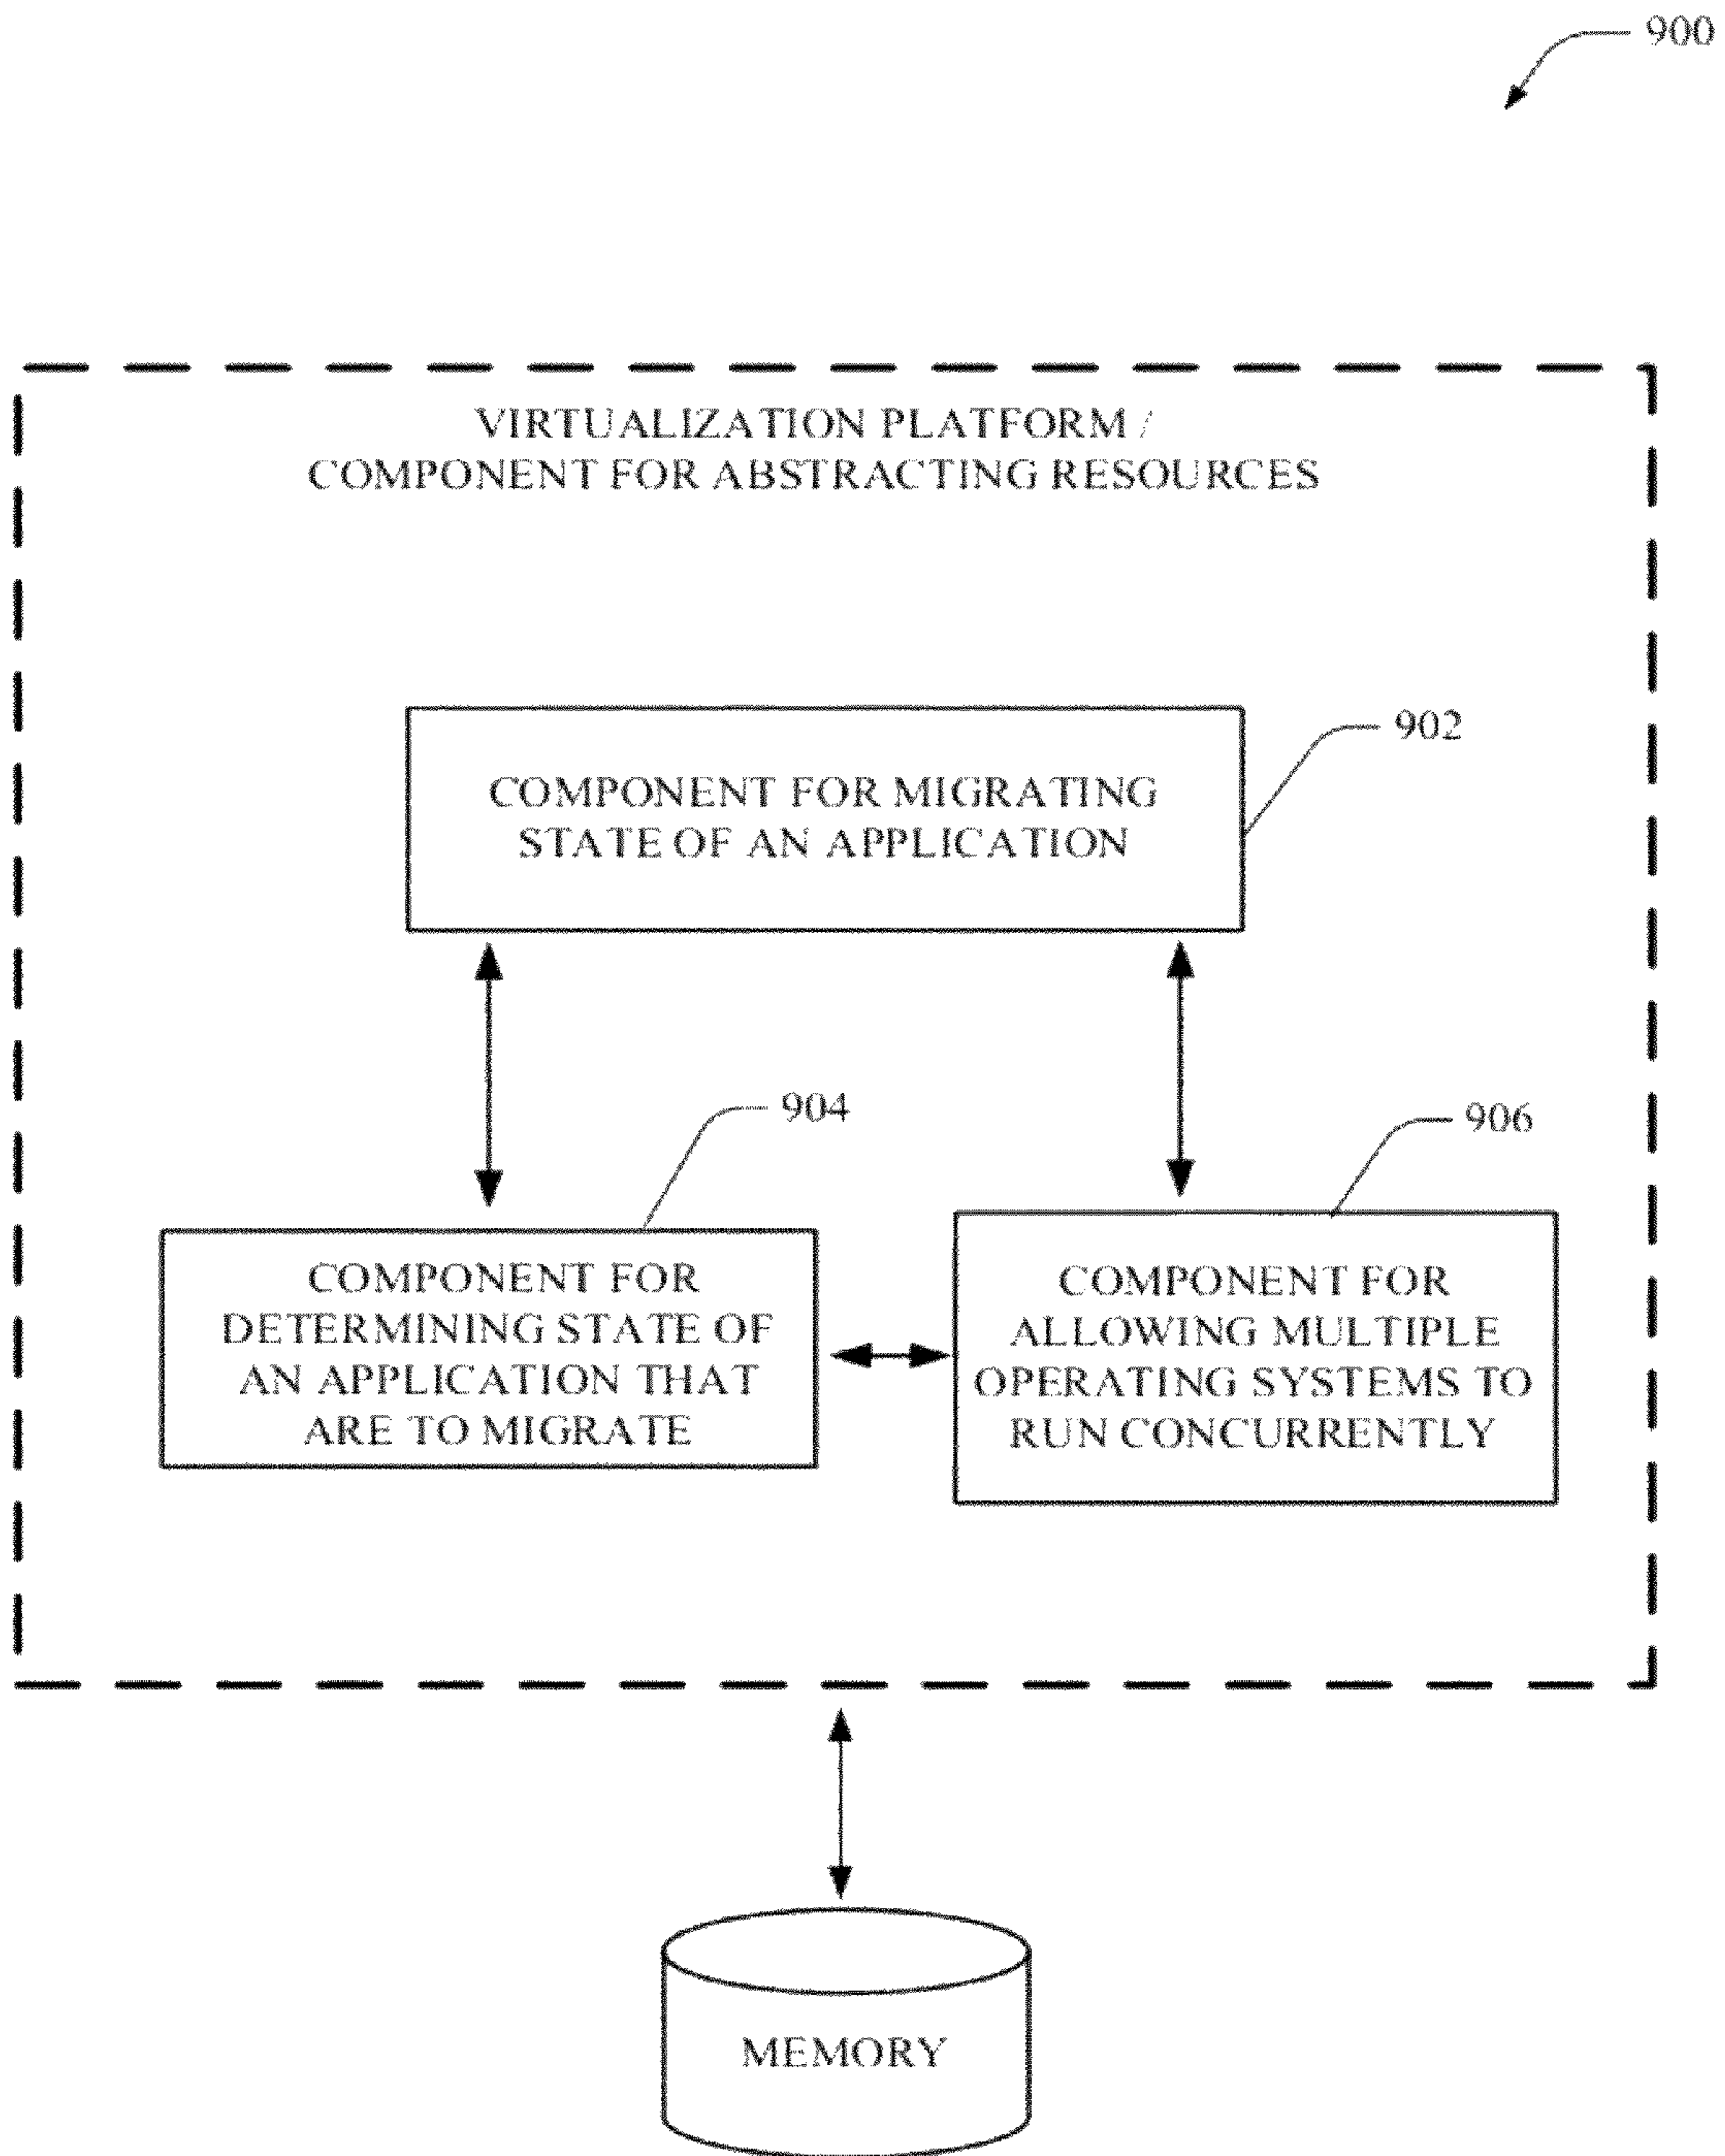 900
VIRTUALIZATION PLATFORM /
COMPONENT FOR ABSTRACTING RESOURCES
902
COMPONENT FOR MIGRATING
STATE OF AN APPLICATION
904
906
COMPONENT FOR
DETERMINING STATE OF
AN APPLICATION THAT
ARE TO MIGRATE
COMPONENT FOR
ALLOWING MULTIPLE
OPERATING SYSTEMS TO
RUN CONCURRENTLY
MEMORY